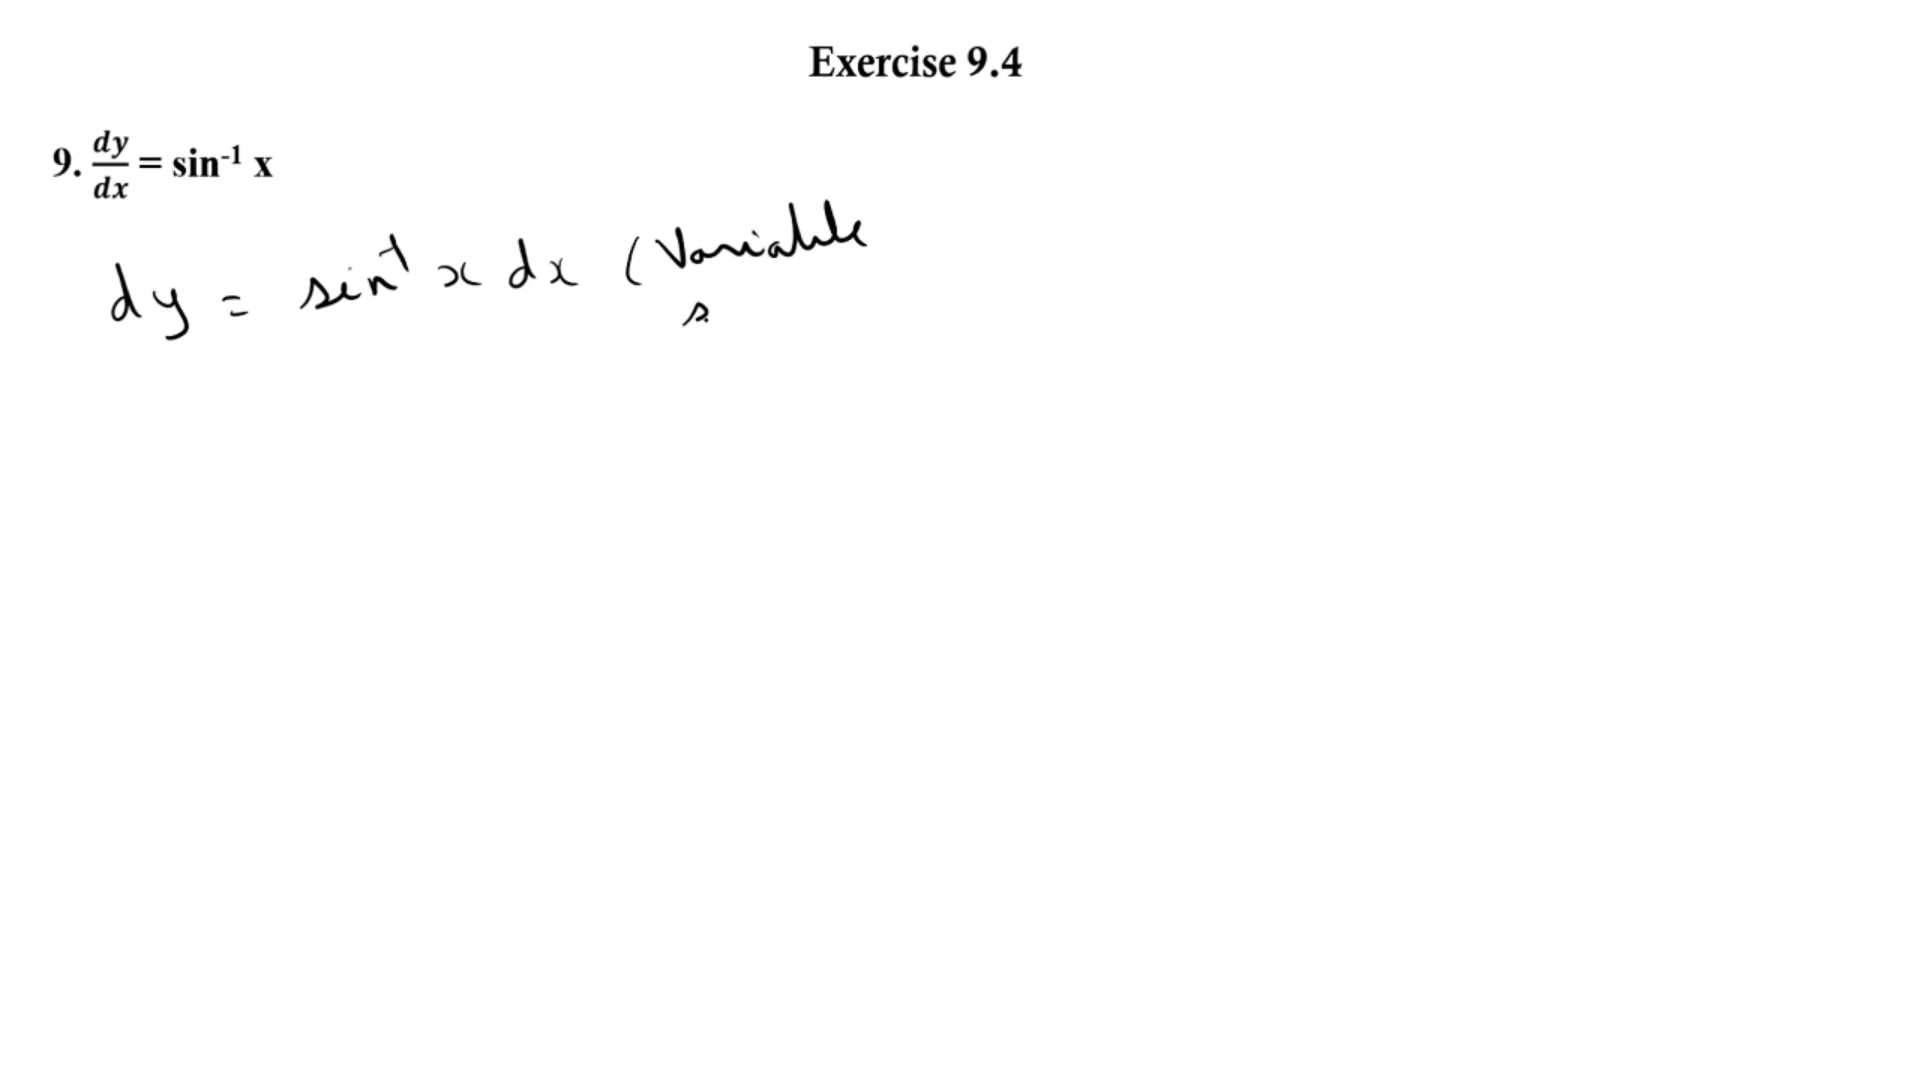 Exercise 9.4
9. dy/dx = sin⁻¹ x
dy = sin⁻¹ x dx (Variable
s